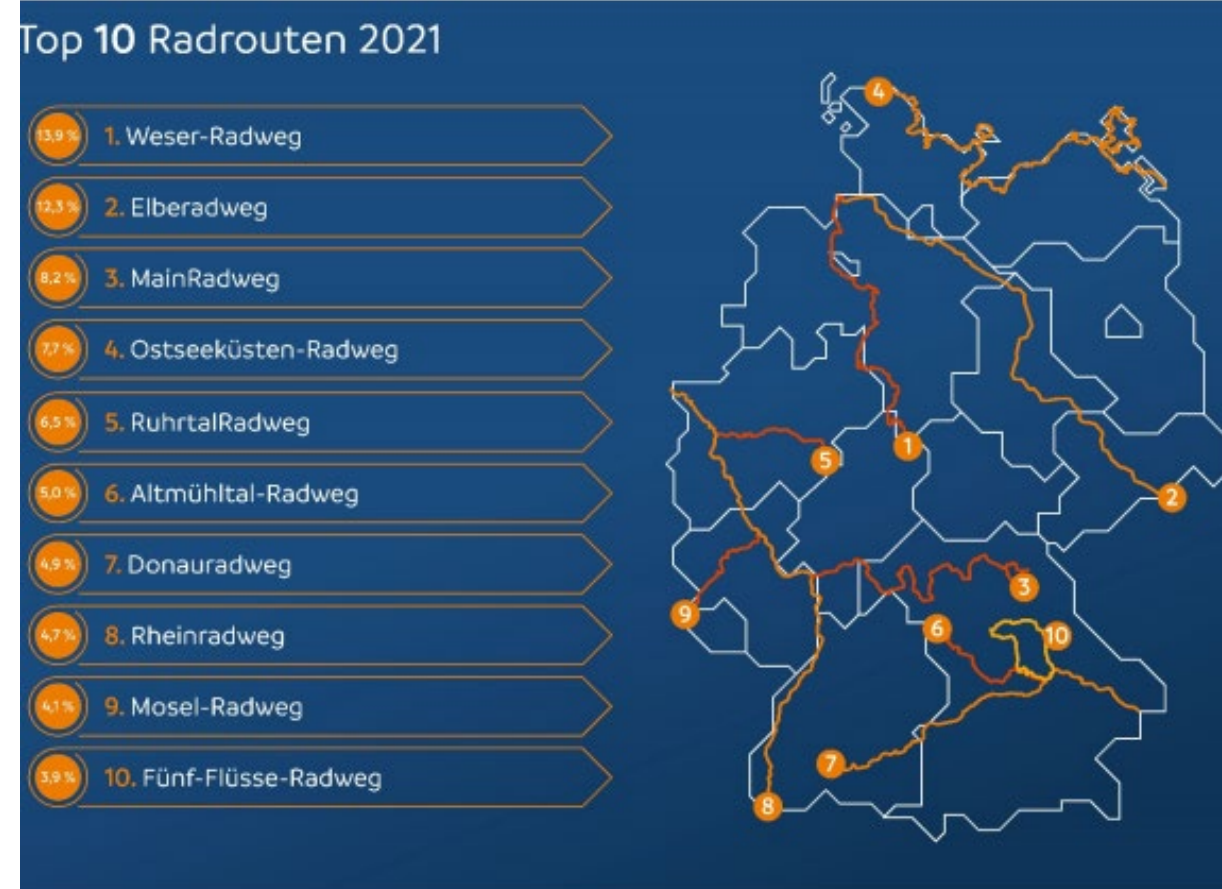 Top 10 Radrouten 2021
13,9 % 1. Weser-Radweg
12,3 % 2. Elberadweg
8,2 % 3. MainRadweg
7,7 % 4. Ostseeküsten-Radweg
6,5 % 5. RuhrtalRadweg
5,0 % 6. Altmühltal-Radweg
4,9 % 7. Donauradweg
4,7 % 8. Rheinradweg
4,1 % 9. Mosel-Radweg
3,9 % 10. Fünf-Flüsse-Radweg
4
1
5
2
3
9
6
10
7
8